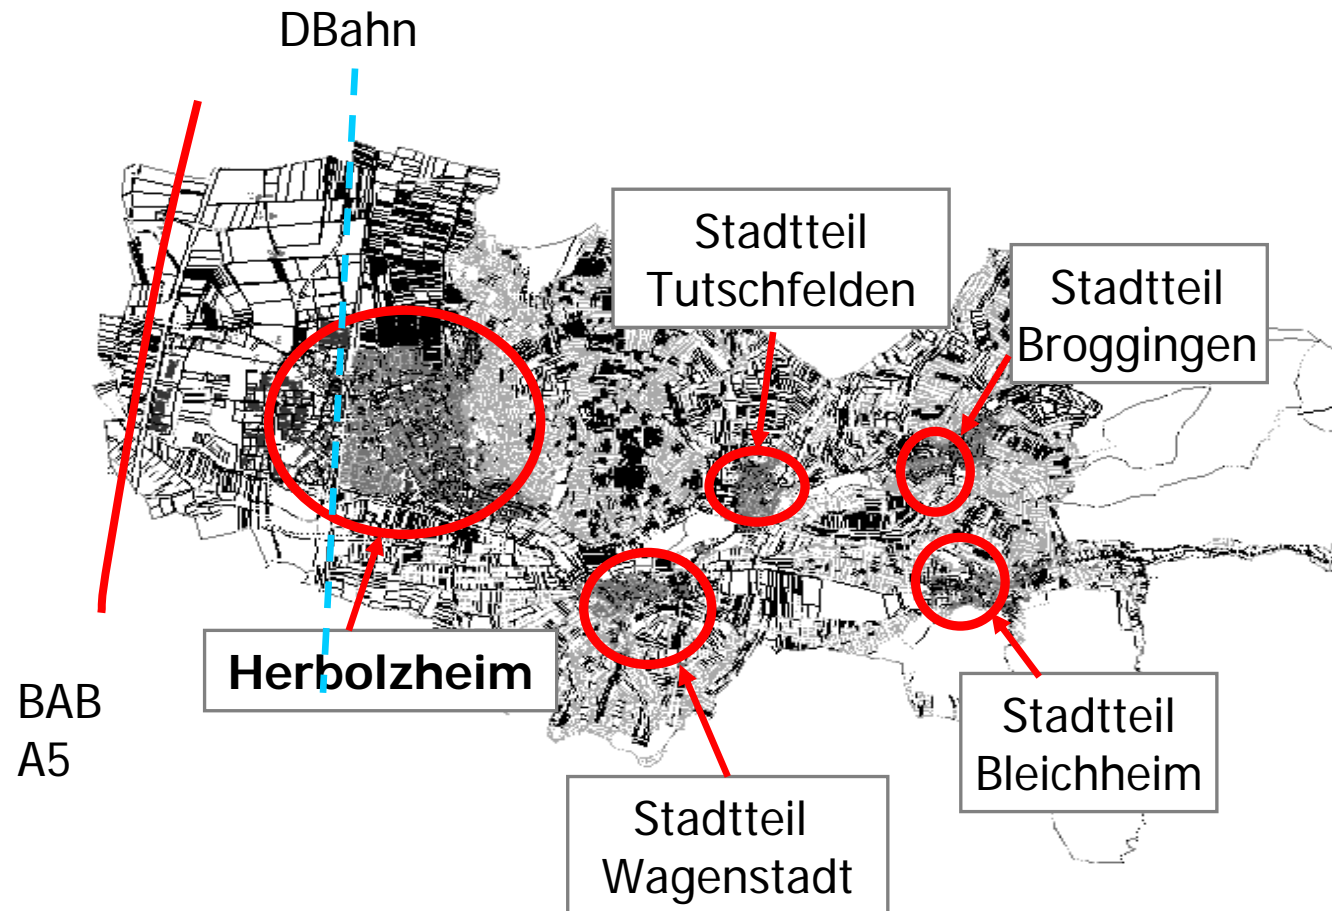 DBahn
Stadtteil
Tutschfelden
Stadtteil
Broggingen
Herbolzheim
BAB
A5
Stadtteil
Bleichheim
Stadtteil
Wagenstadt